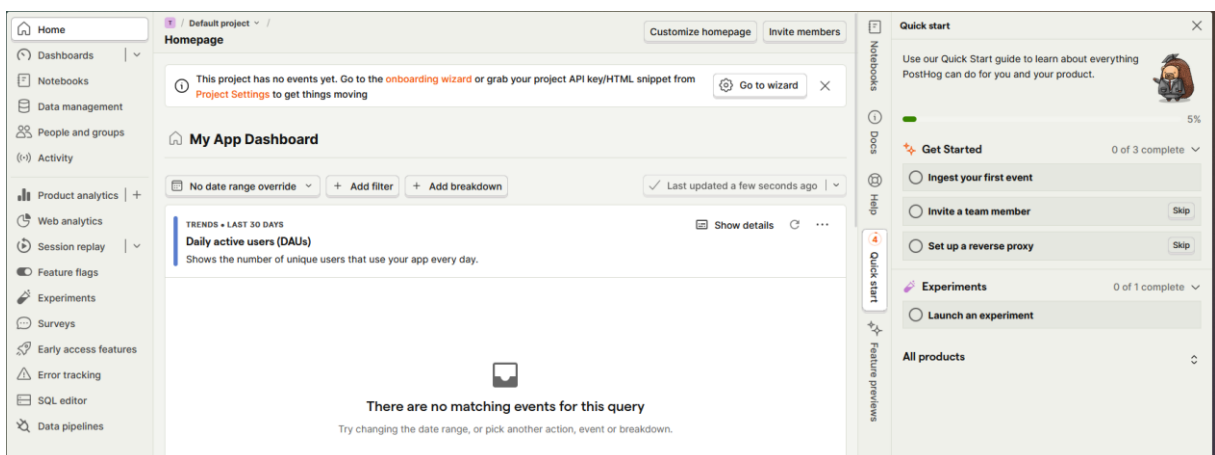 Home
Dashboards
Notebooks
Data management
People and groups
Activity
Product analytics
Web analytics
Session replay
Feature flags
Experiments
Surveys
Early access features
Error tracking
SQL editor
Data pipelines
T / Default project /
Homepage
Customize homepage
Invite members
This project has no events yet. Go to the onboarding wizard or grab your project API key/HTML snippet from
Project Settings to get things moving
Go to wizard
My App Dashboard
No date range override
+ Add filter
+ Add breakdown
Last updated a few seconds ago
TRENDS • LAST 30 DAYS
Show details
Daily active users (DAUs)
Shows the number of unique users that use your app every day.
There are no matching events for this query
Try changing the date range, or pick another action, event or breakdown.
Notebooks
Docs
Help
4
Quick start
Feature previews
Quick start
Use our Quick Start guide to learn about everything
PostHog can do for you and your product.
5%
Get Started
0 of 3 complete
Ingest your first event
Invite a team member
Skip
Set up a reverse proxy
Skip
Experiments
0 of 1 complete
Launch an experiment
All products